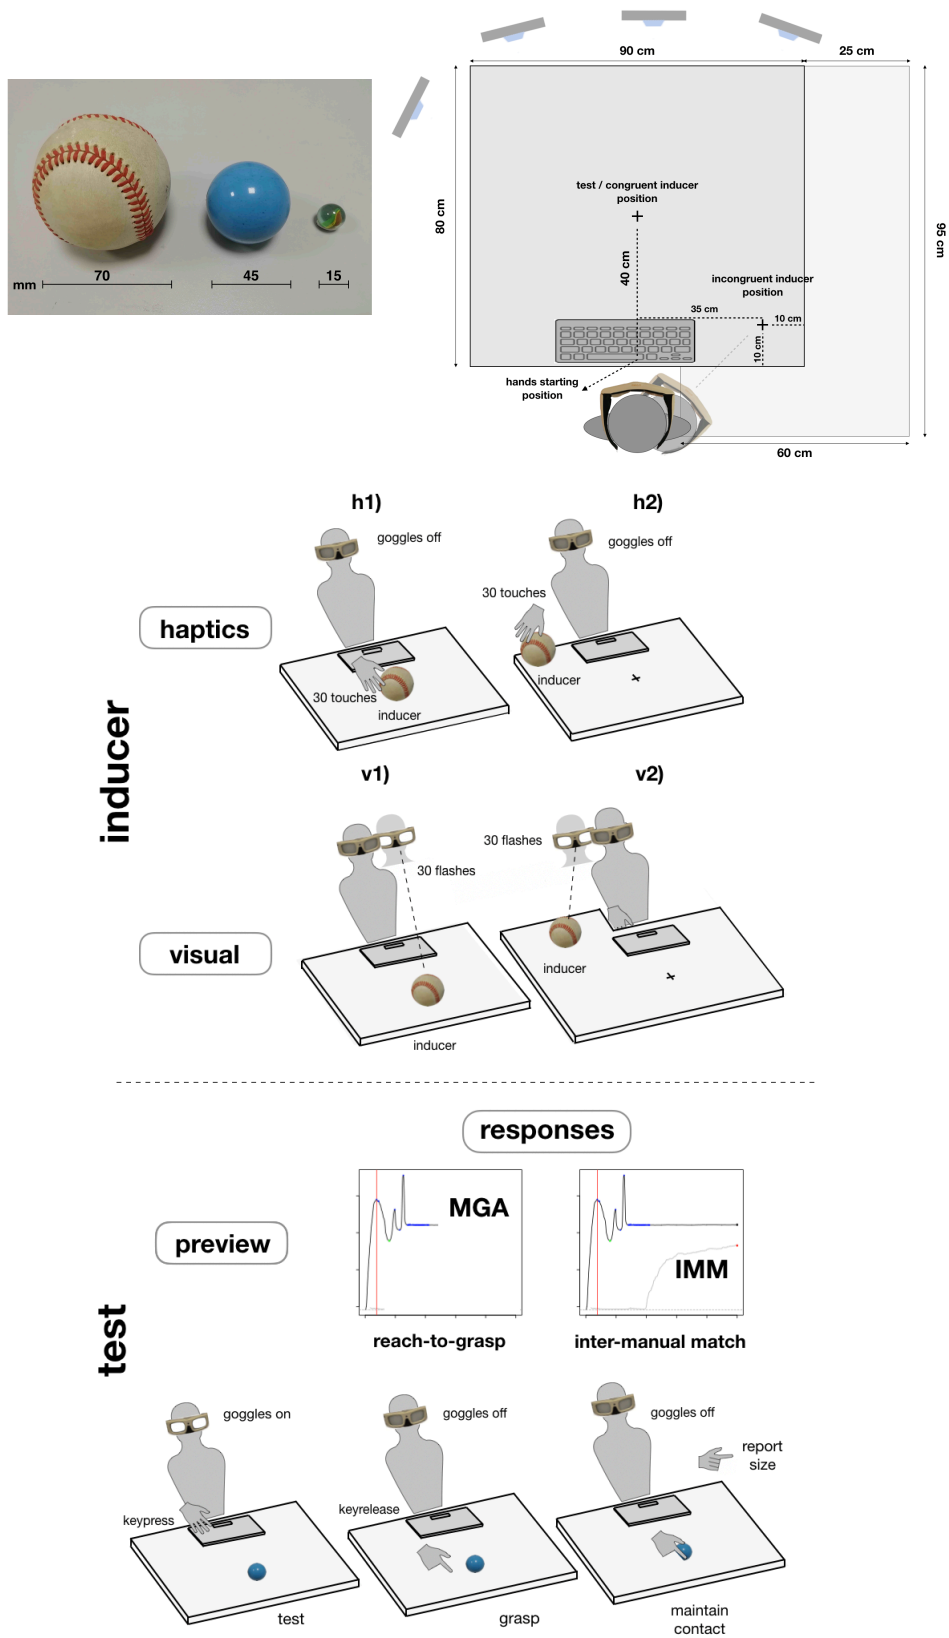 mm
70
45
15
90 cm
25 cm
80 cm
95 cm
test / congruent inducer
position
40 cm
incongruent inducer
position
35 cm
10 cm
10 cm
hands starting
position
60 cm
inducer
h1)
h2)
goggles off
goggles off
haptics
30 touches
30 touches
inducer
inducer
v1)
v2)
30 flashes
30 flashes
visual
inducer
inducer
test
responses
preview
MGA
IMM
reach-to-grasp
inter-manual match
goggles on
goggles off
goggles off
report
size
keypress
keyrelease
test
grasp
maintain
contact